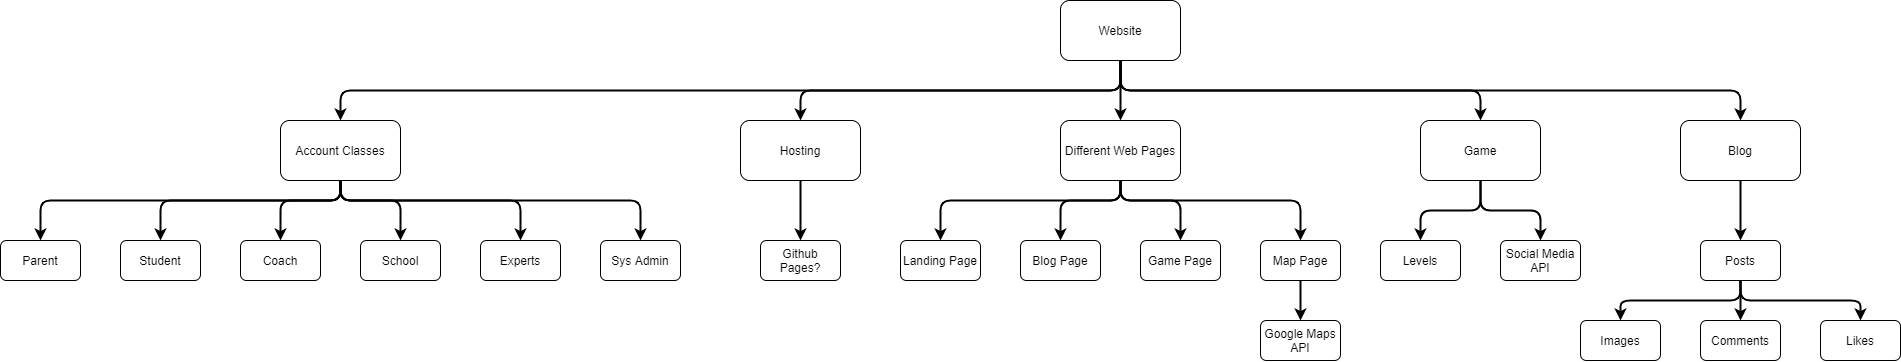 Website
Account Classes
Hosting
Different Web Pages
Game
Blog
Parent
Student
Coach
School
Experts
Sys Admin
Github
Pages?
Landing Page
Blog Page
Game Page
Map Page
Levels
Social Media
API
Posts
Google Maps
API
Images
Comments
Likes